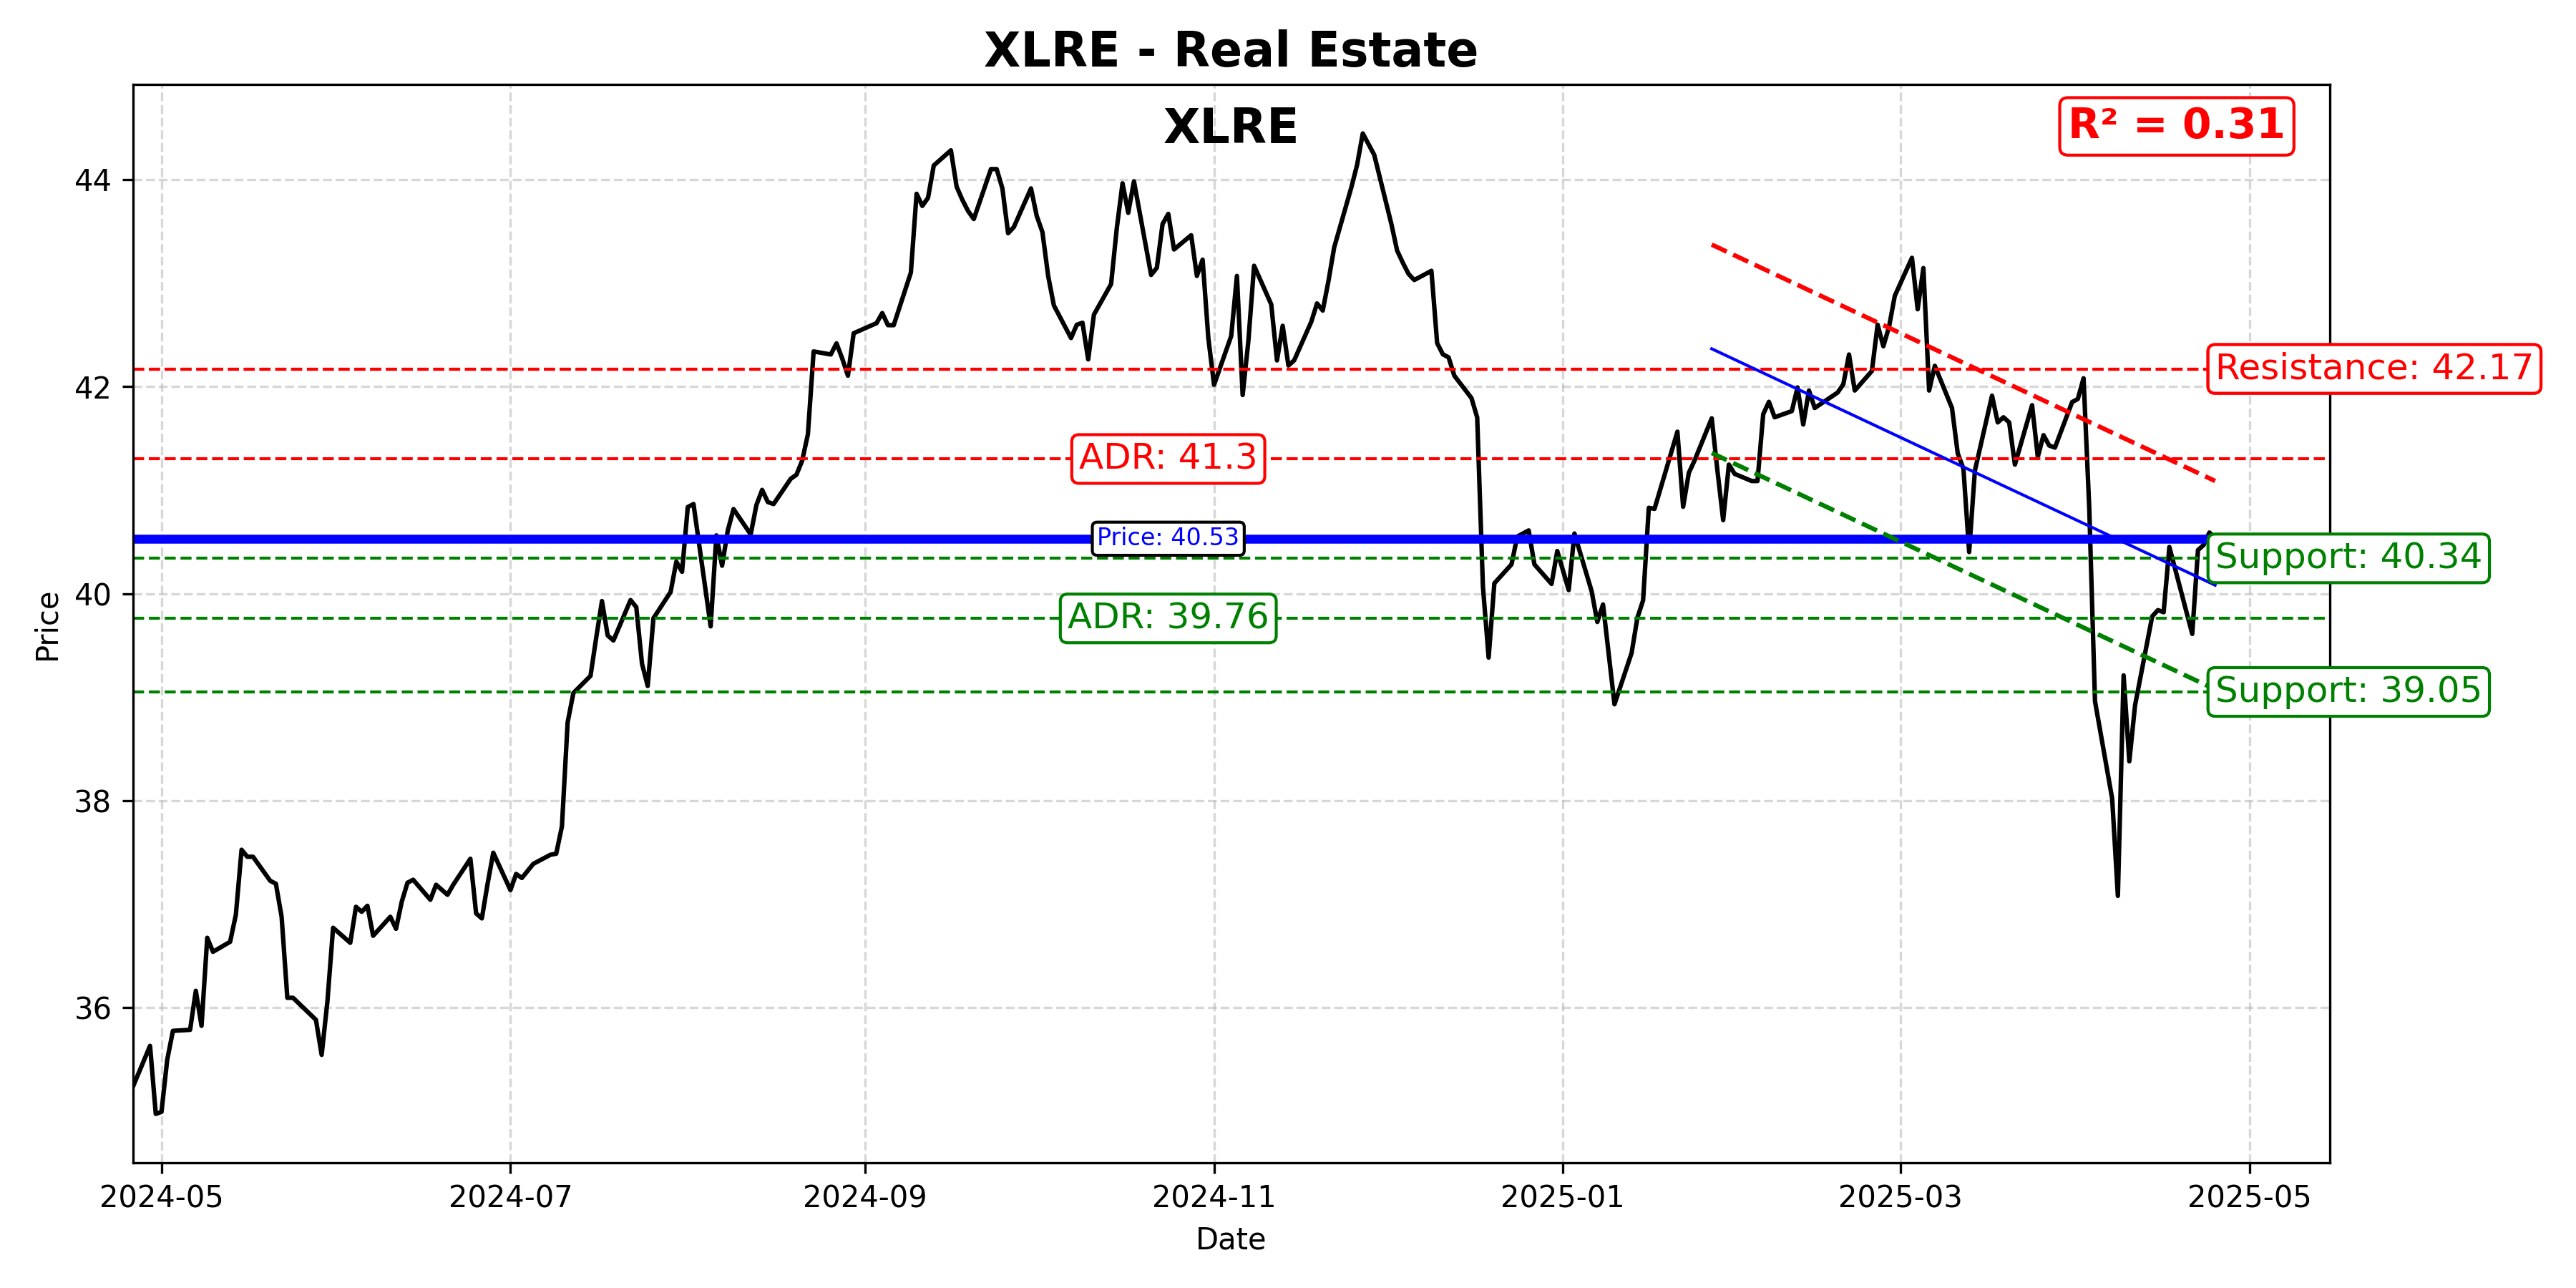 XLRE - Real Estate
XLRE
R² = 0.31
44
42
40
38
36
Price
Resistance: 42.17
ADR: 41.3
Price: 40.53
Support: 40.34
ADR: 39.76
Support: 39.05
2024-05
2024-07
2024-09
2024-11
2025-01
2025-03
2025-05
Date